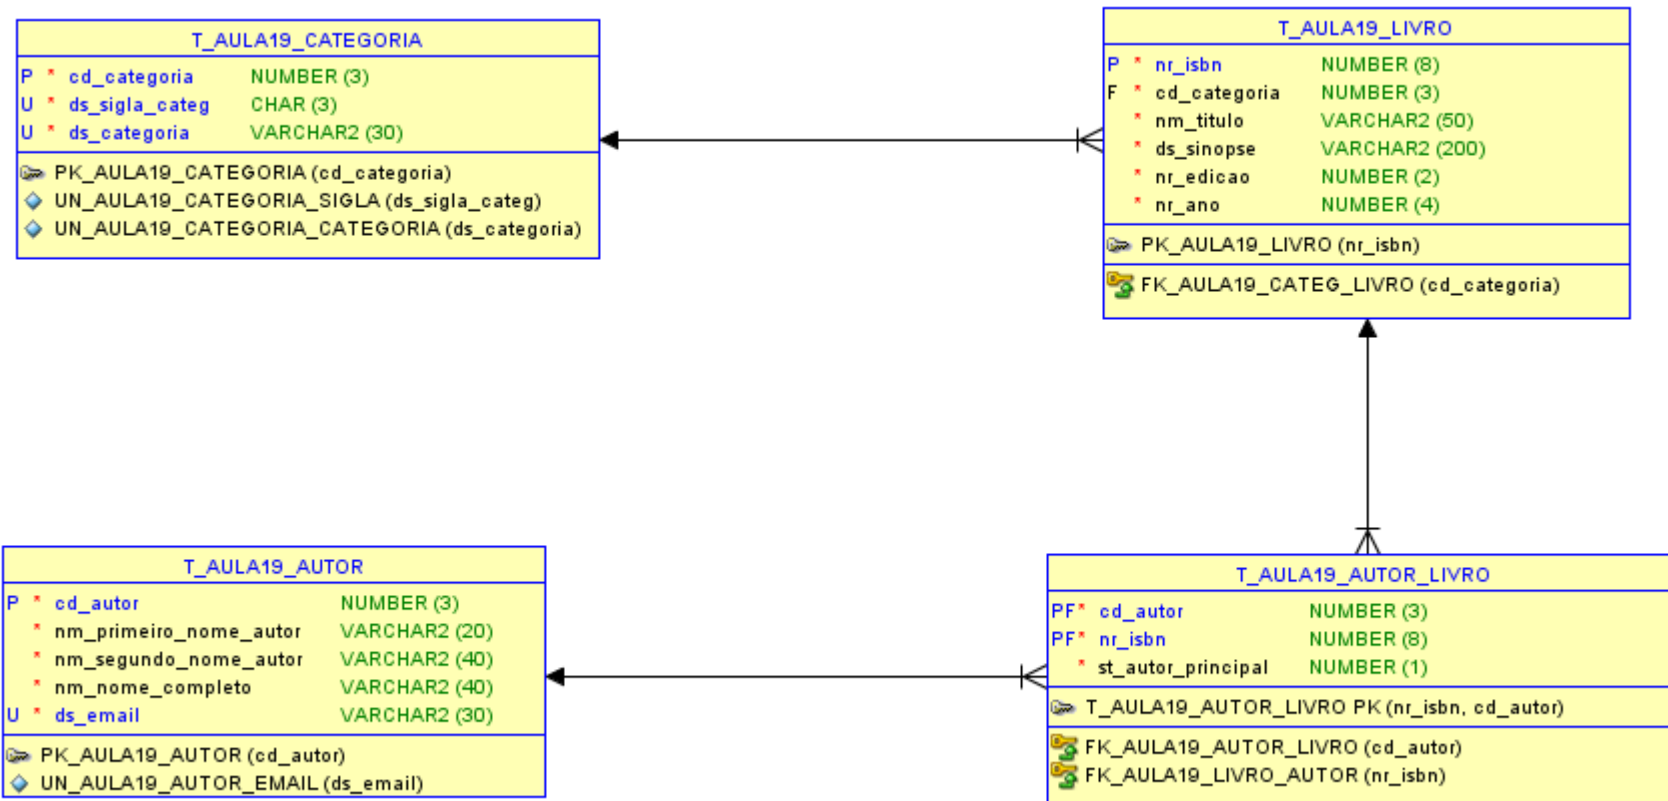 T_AULA19_CATEGORIA
P * cd_categoria NUMBER (3)
U * ds_sigla_categ CHAR (3)
U * ds_categoria VARCHAR2 (30)
PK_AULA19_CATEGORIA (cd_categoria)
UN_AULA19_CATEGORIA_SIGLA (ds_sigla_categ)
UN_AULA19_CATEGORIA_CATEGORIA (ds_categoria)
T_AULA19_LIVRO
P * nr_isbn NUMBER (8)
F * cd_categoria NUMBER (3)
* nm_titulo VARCHAR2 (50)
* ds_sinopse VARCHAR2 (200)
* nr_edicao NUMBER (2)
* nr_ano NUMBER (4)
PK_AULA19_LIVRO (nr_isbn)
FK_AULA19_CATEG_LIVRO (cd_categoria)
T_AULA19_AUTOR
P * cd_autor NUMBER (3)
* nm_primeiro_nome_autor VARCHAR2 (20)
* nm_segundo_nome_autor VARCHAR2 (40)
* nm_nome_completo VARCHAR2 (40)
U * ds_email VARCHAR2 (30)
PK_AULA19_AUTOR (cd_autor)
UN_AULA19_AUTOR_EMAIL (ds_email)
T_AULA19_AUTOR_LIVRO
PF* cd_autor NUMBER (3)
PF* nr_isbn NUMBER (8)
* st_autor_principal NUMBER (1)
T_AULA19_AUTOR_LIVRO PK (nr_isbn, cd_autor)
FK_AULA19_AUTOR_LIVRO (cd_autor)
FK_AULA19_LIVRO_AUTOR (nr_isbn)